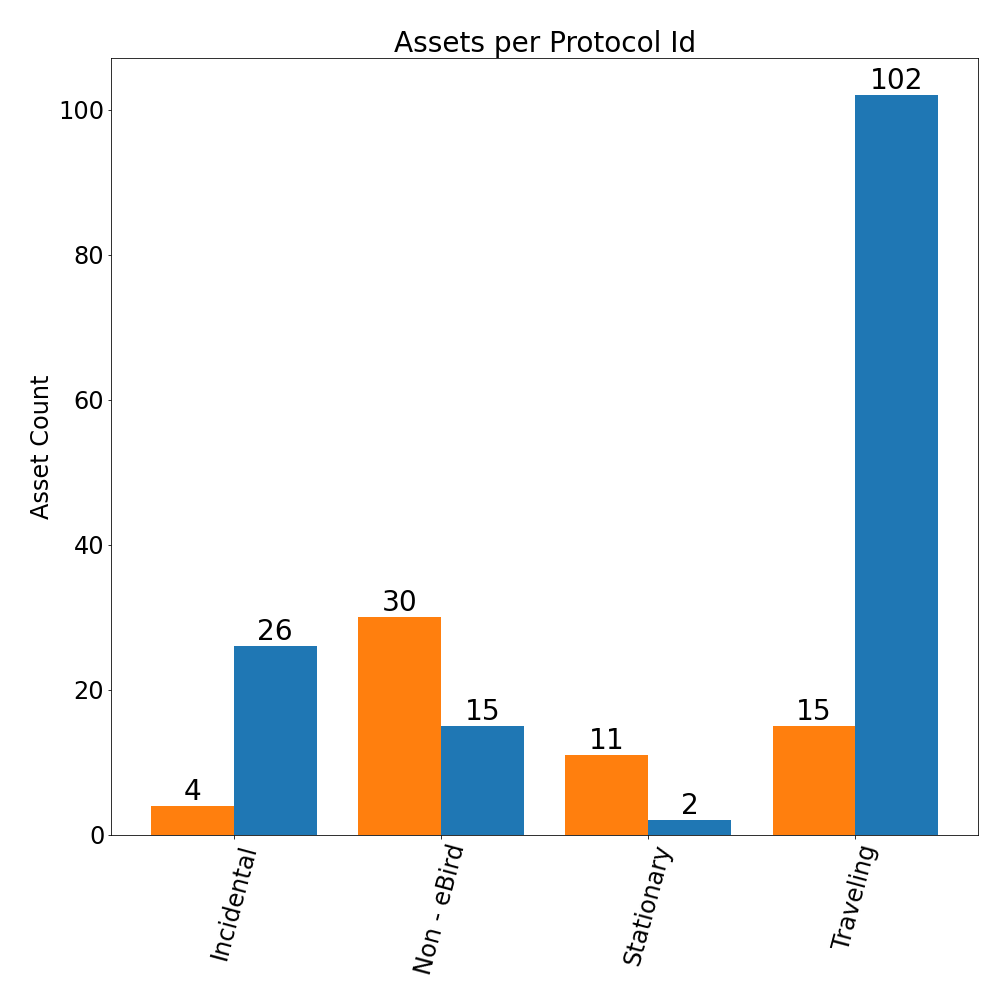 Assets per Protocol Id
Asset Count
100
80
60
40
20
0
4
26
30
15
11
2
15
102
Incidental
Non - eBird
Stationary
Traveling